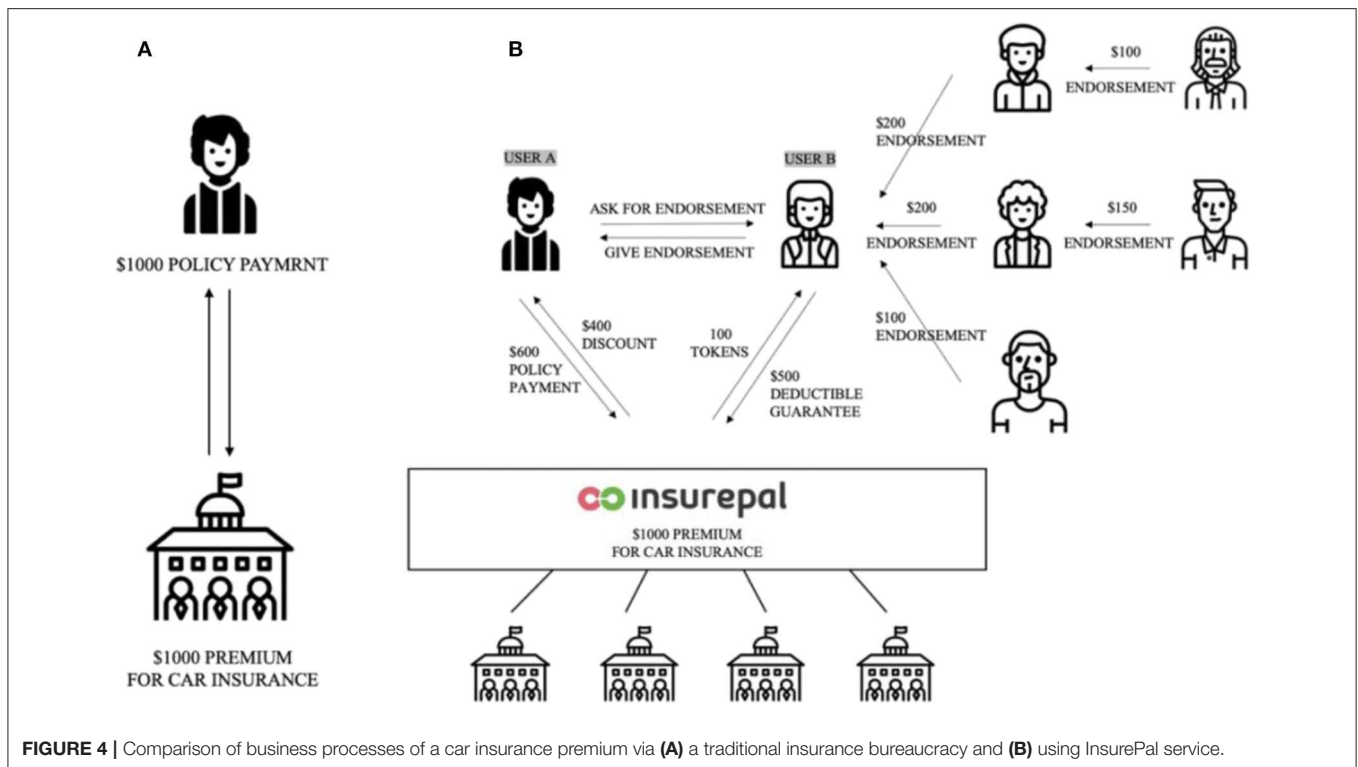 A
$1000 POLICY PAYMRNT
$1000 PREMIUM
FOR CAR INSURANCE
B
USER A
ASK FOR ENDORSEMENT
GIVE ENDORSEMENT
USER B
$200
ENDORSEMENT
$100
ENDORSEMENT
$200
ENDORSEMENT
$150
ENDORSEMENT
$100
ENDORSEMENT
$600
POLICY
PAYMENT
$400
DISCOUNT
100
TOKENS
$500
DEDUCTIBLE
GUARANTEE
insurepal
$1000 PREMIUM
FOR CAR INSURANCE
FIGURE 4 | Comparison of business processes of a car insurance premium via (A) a traditional insurance bureaucracy and (B) using InsurePal service.